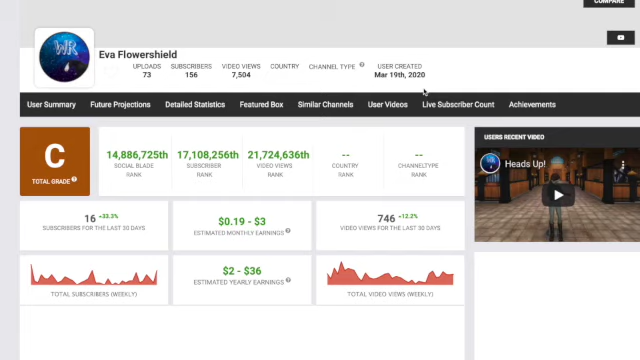 COMPARE
WR
Eva Flowershield
UPLOADS
73
SUBSCRIBERS
156
VIDEO VIEWS
7,504
COUNTRY
CHANNEL TYPE
USER CREATED
Mar 19th, 2020
User Summary
Future Projections
Detailed Statistics
Featured Box
Similar Channels
User Videos
Live Subscriber Count
Achievements
C
TOTAL GRADE
14,886,725th
SOCIAL BLADE
RANK
17,108,256th
SUBSCRIBER
RANK
21,724,636th
VIDEO VIEWS
RANK
--
COUNTRY
RANK
--
CHANNELTYPE
RANK
USERS RECENT VIDEO
WR
Heads Up!
16 +33.3%
SUBSCRIBERS FOR THE LAST 30 DAYS
$0.19 - $3
ESTIMATED MONTHLY EARNINGS
746 +12.2%
VIDEO VIEWS FOR THE LAST 30 DAYS
TOTAL SUBSCRIBERS (WEEKLY)
$2 - $36
ESTIMATED YEARLY EARNINGS
TOTAL VIDEO VIEWS (WEEKLY)